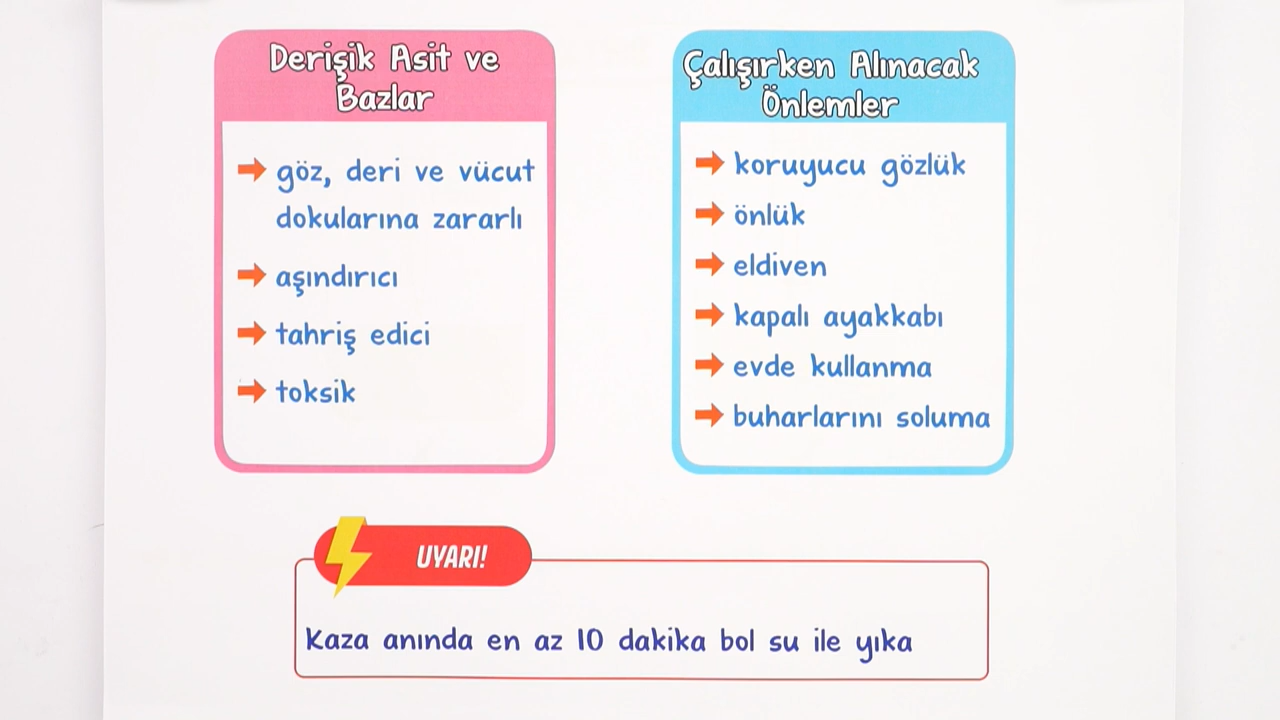 Derişik Asit ve
Bazlar
göz, deri ve vücut
dokularına zararlı
aşındırıcı
tahriş edici
toksik
Çalışırken Alınacak
Önlemler
koruyucu gözlük
önlük
eldiven
kapalı ayakkabı
evde kullanma
buharlarını soluma
UYARI!
Kaza anında en az 10 dakika bol su ile yıka